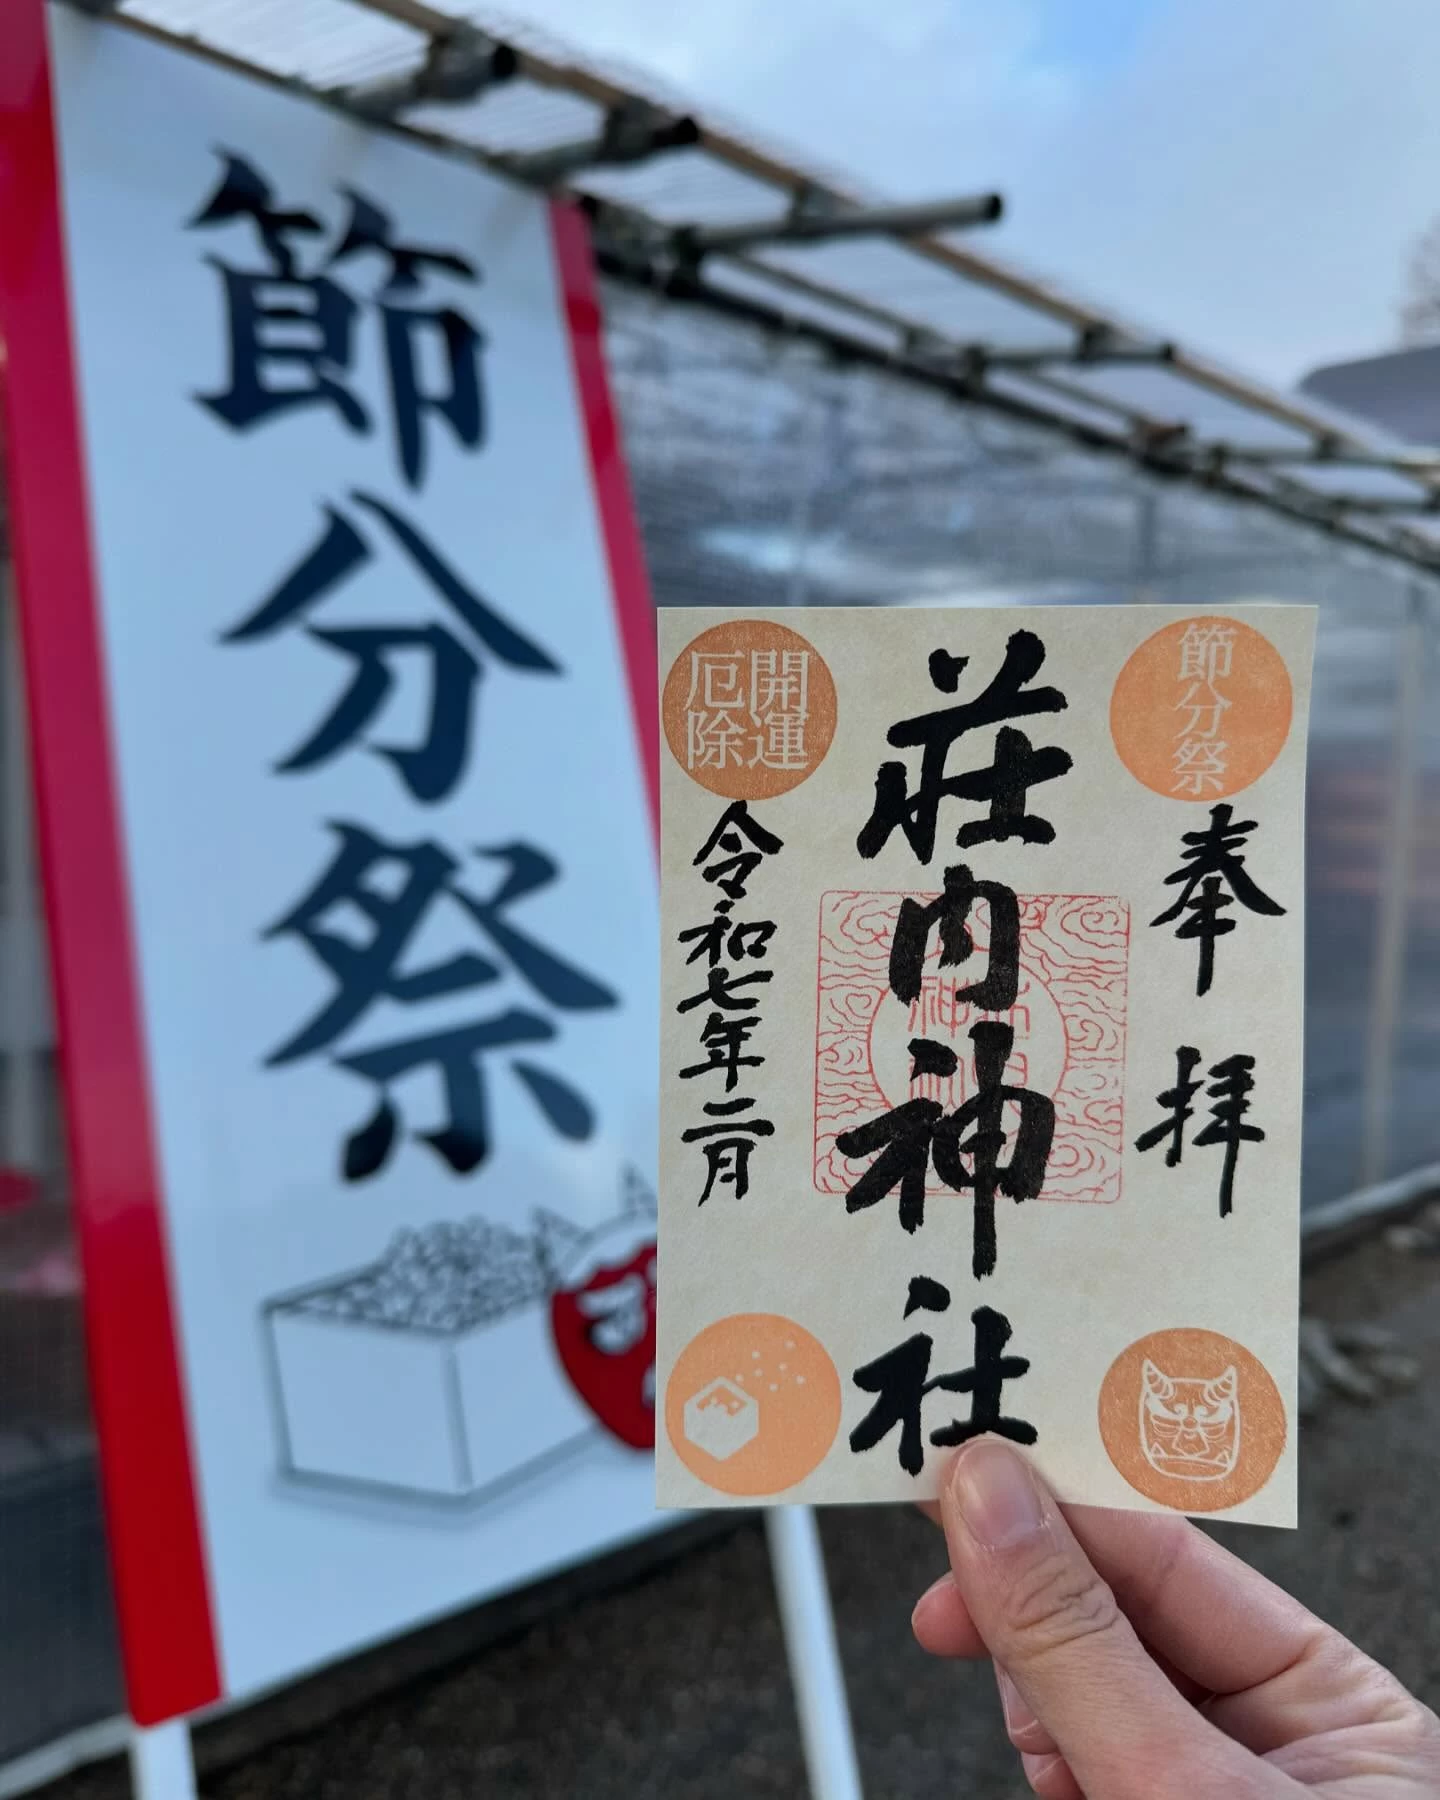 節分祭
節分祭
奉拝
荘内神社
開運
厄除
令和七年二月